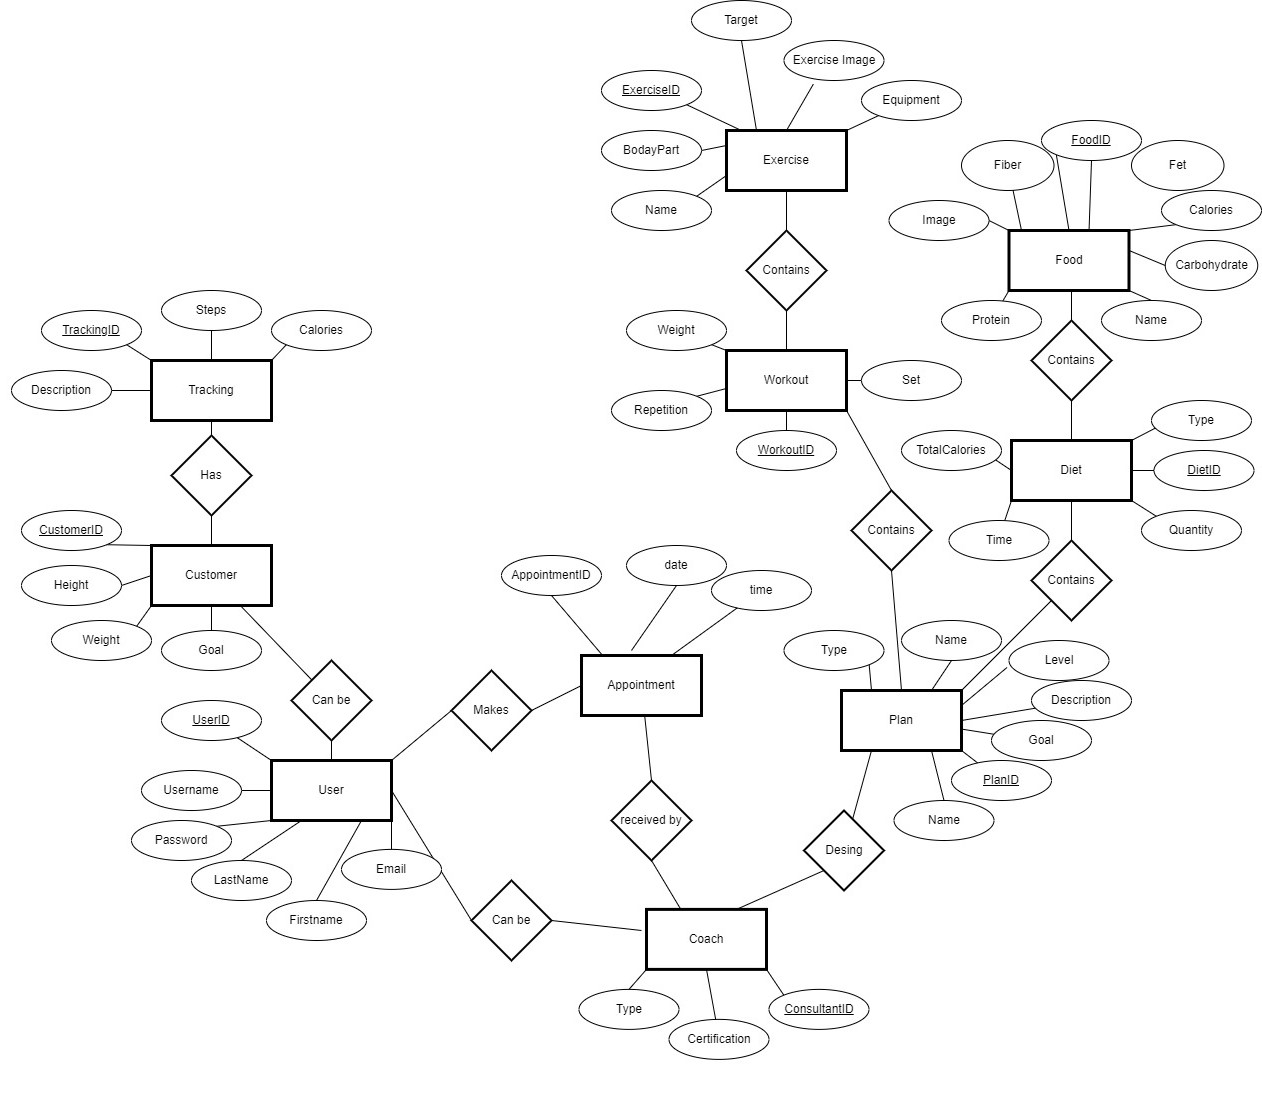 Target
Exercise Image
ExerciseID
Equipment
BodayPart
Exercise
Name
FoodID
Fiber
Fet
Image
Calories
Food
Carbohydrate
Protein
Name
Contains
Contains
Steps
TrackingID
Calories
Description
Tracking
Weight
Workout
Set
Repetition
WorkoutID
Type
TotalCalories
Diet
DietID
Time
Quantity
Has
Contains
Contains
CustomerID
Customer
Height
Weight
Goal
AppointmentID
date
time
Appointment
Type
Name
Level
Description
Plan
Goal
PlanID
Name
Can be
Makes
UserID
Username
User
Password
LastName
Email
Firstname
received by
Desing
Can be
Coach
Type
ConsultantID
Certification